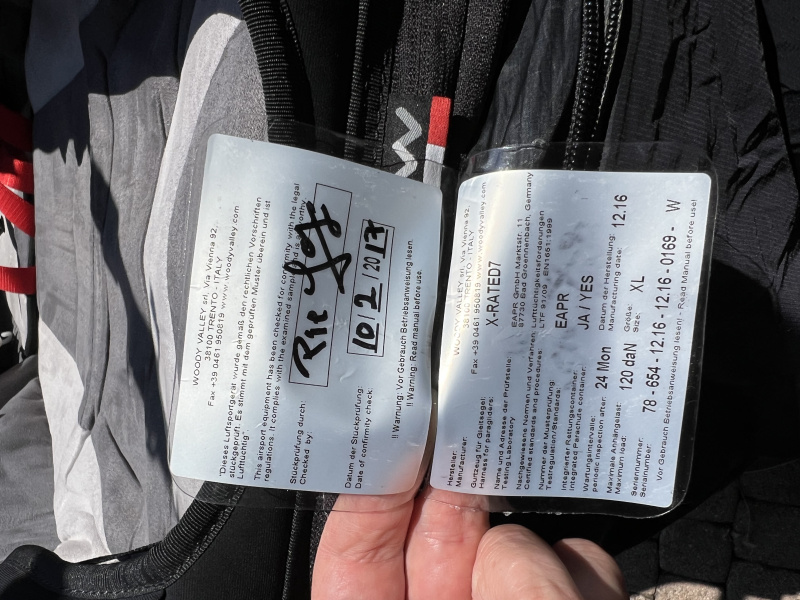 WOODY VALLEY srl, Via Vienna 92,
38100 TRENTO - ITALY
Fax +39 0461 950819 www.woodyvalley.com
"Dieses Luftsportgerät wurde gemäß den rechtlichen Vorschriften
stückgeprüft. Es stimmt mit dem geprüften Muster überein und ist
Lufttüchtig"
This airsport equipment has been checked for conformity with the legal
regulations. It complies with the examined sample and is
Stückprüfung durch:
Checked by
Datum der Stückprüfung:
Date of confirmity check:
10/2/2017
!! Warnung: Vor Gebrauch Betriebsanweisung lesen.
!! Warning: Read manual before use.
WOODY VALLEY srl, Via Vienna 92,
38100 TRENTO - ITALY
Fax +39 0461 950819 www.woodyvalley.com
Hersteller:
Manufacturer:
Gurtzeug für Gleitsegel:
Harness for paragliders:
X-RATED7
Name und Adresse der Prüfstelle:
Testing Laboratory
EAPR GmbH Marktstr. 11
87730 Bad Groenenbach, Germany
Nachgewiesene Normen und Verfahren:
Certified standards and procedures:
Lufttüchtigkeitsforderungen
LTF 91/09, EN1651:1999
Nummer der Musterprüfung:
Testregulation/Standards:
EAPR
Integrierter Rettungscontainer:
Integrated Parachute container:
JA / YES
Wartungsintervalle:
periodic inspection after:
24 Mon
Datum der Herstellung:
Manufacturing date:
12.16
Maximale Anhängelast:
Maximum load:
120 daN
Größe:
Size:
XL
Seriennummer:
Serialnumber:
78 - 654 - 12.16 - 12.16 - 0169 - W
Vor Gebrauch Betriebsanweisung lesen! - Read Manual before use!